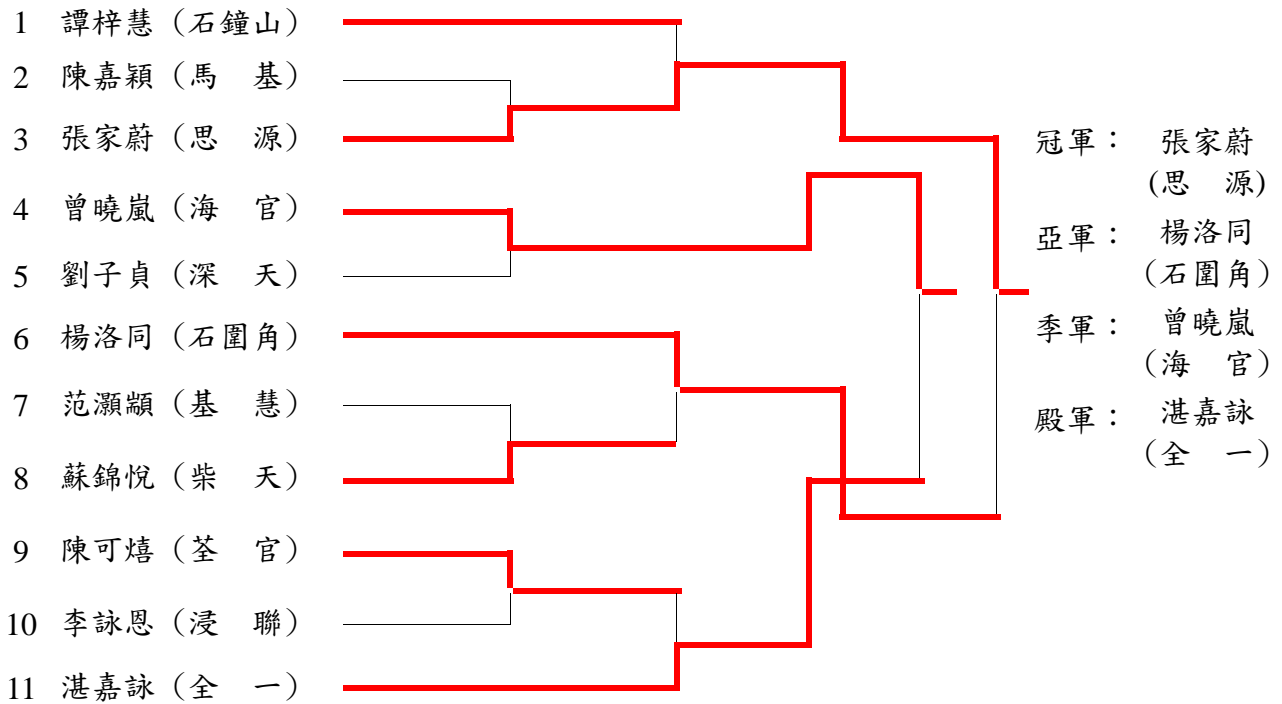 1 譚梓慧（石鐘山）
2 陳嘉穎（馬　基）
3 張家蔚（思　源）
4 曾曉嵐（海　官）
5 劉子貞（深　天）
6 楊洛同（石圍角）
7 范灝顓（基　慧）
8 蘇錦悅（柴　天）
9 陳可熺（荃　官）
10 李詠恩（浸　聯）
11 湛嘉詠（全　一）
冠軍： 張家蔚
(思　源)
亞軍： 楊洛同
（石圍角）
季軍： 曾曉嵐
（海　官）
殿軍： 湛嘉詠
（全　一）